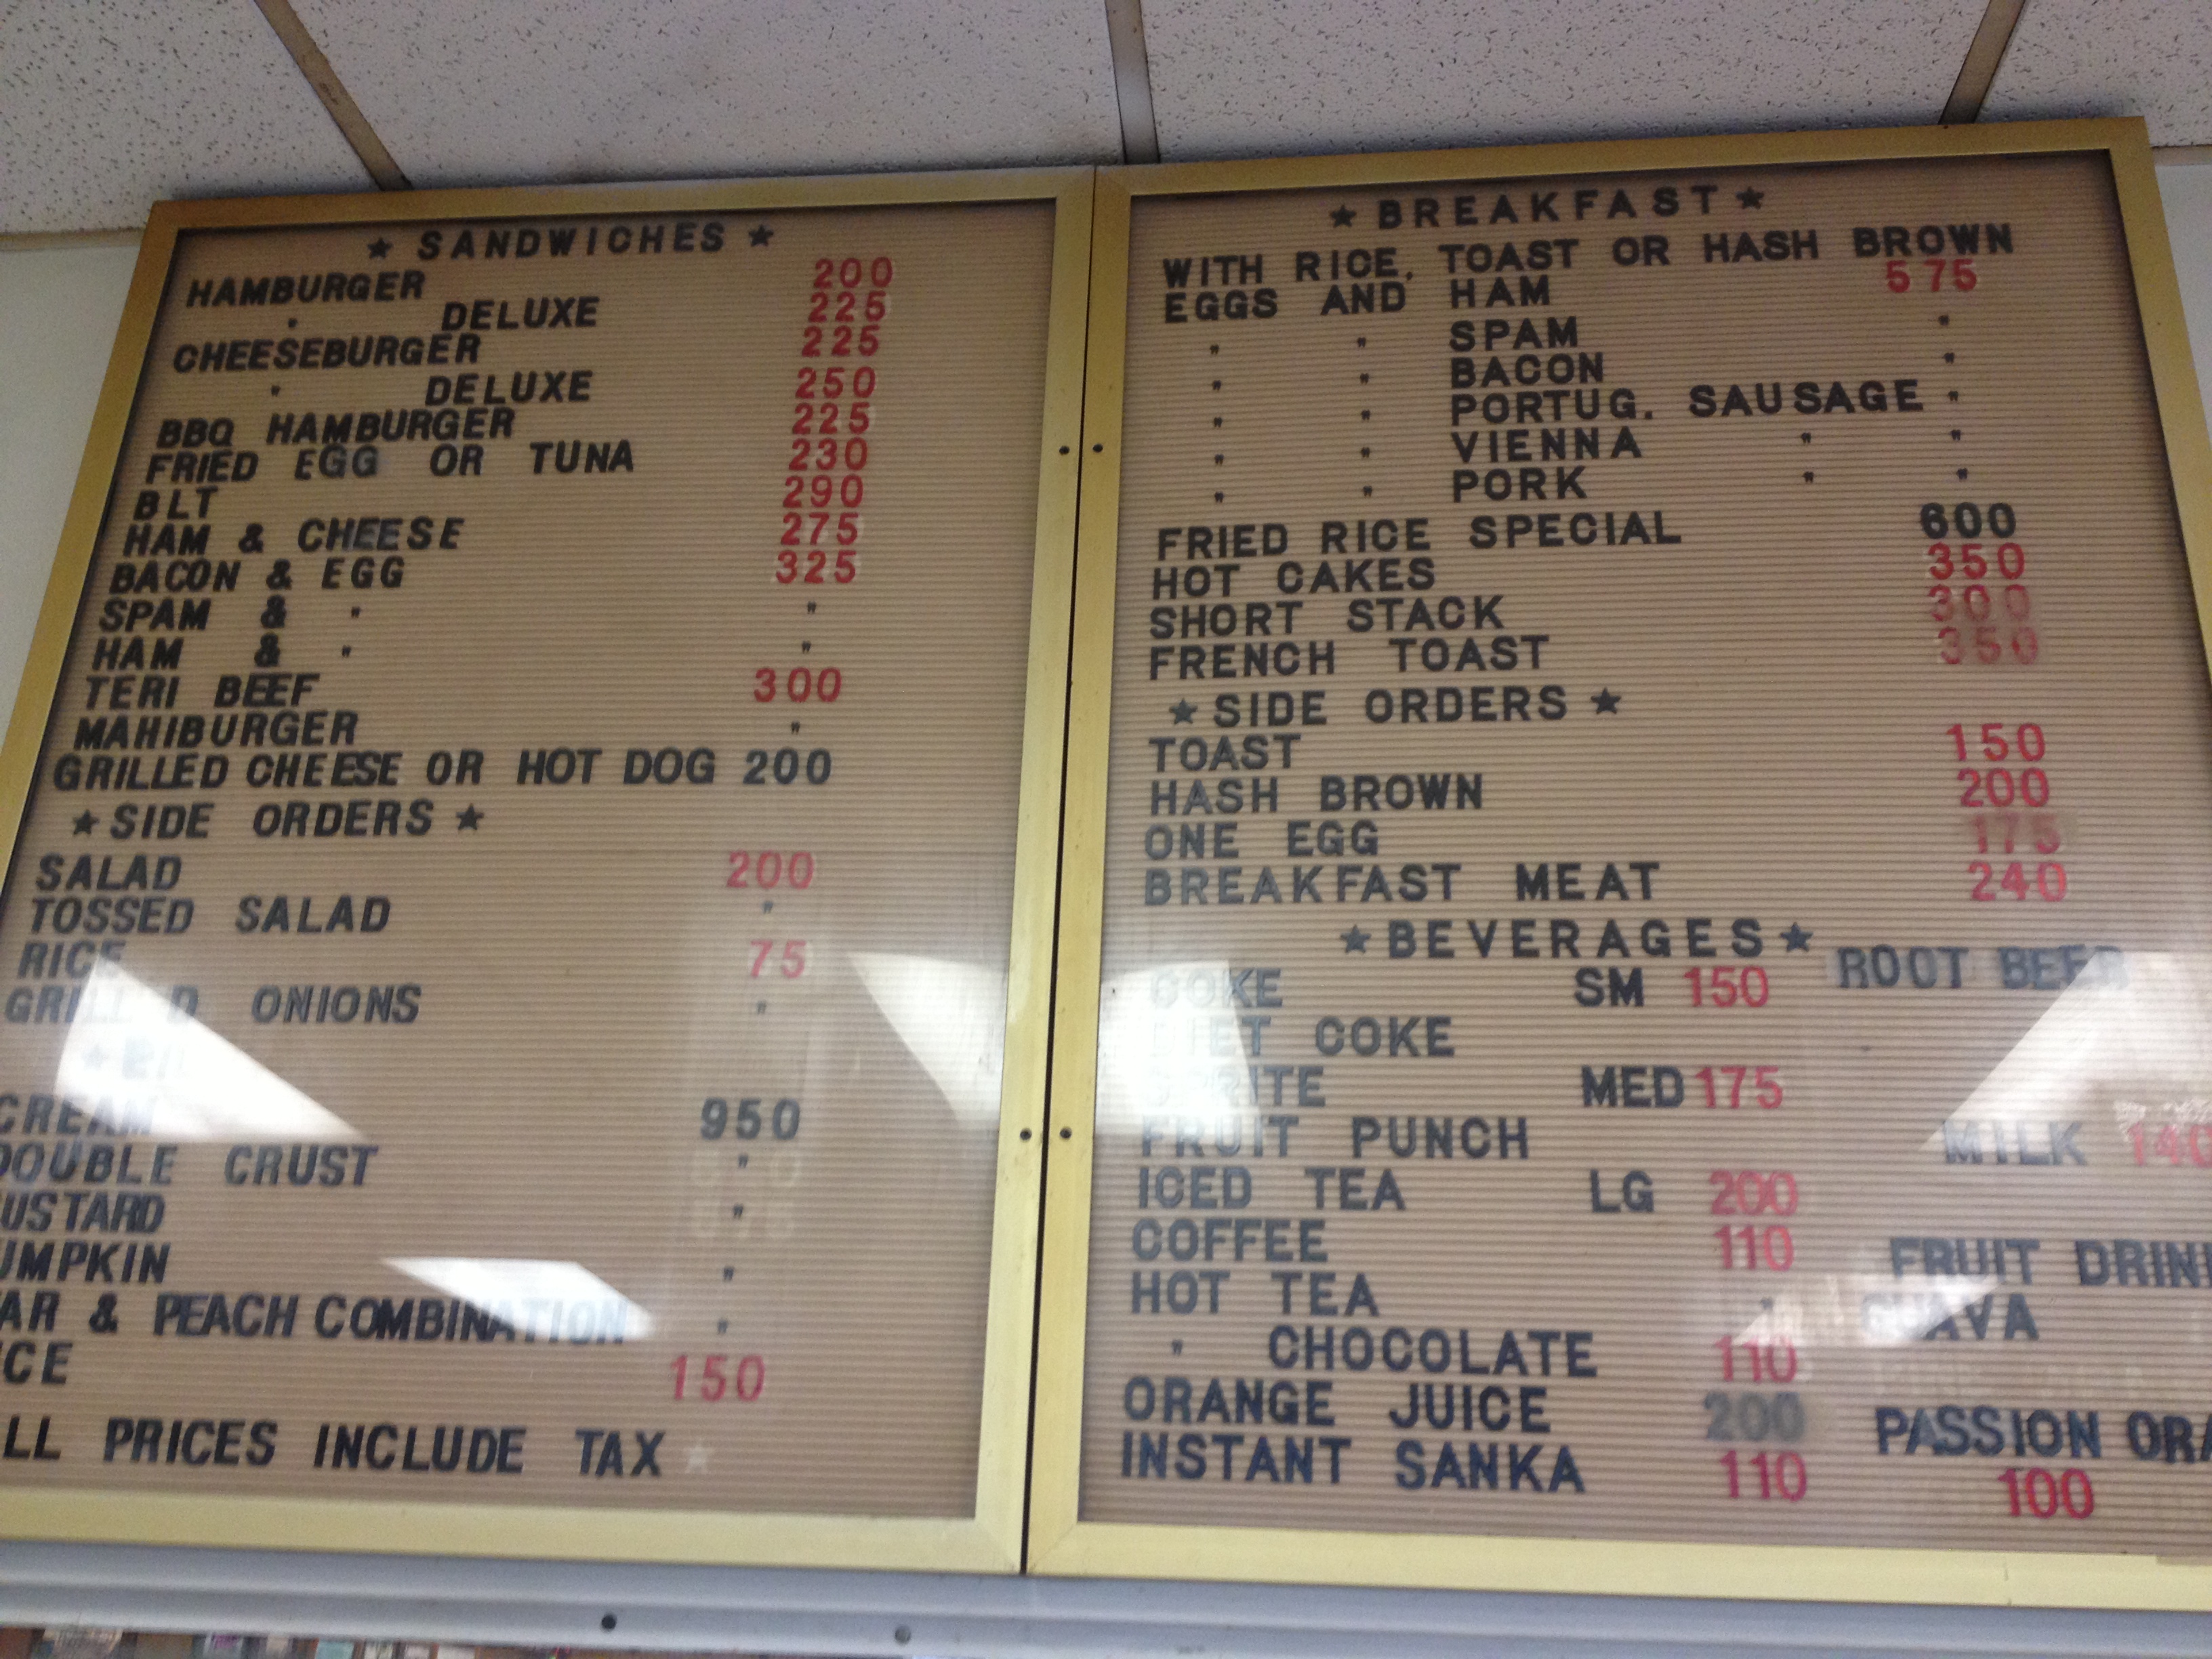 ★ SANDWICHES ★
HAMBURGER 200
" DELUXE 225
CHEESEBURGER 225
" DELUXE 250
BBQ HAMBURGER 225
FRIED EGG OR TUNA 230
BLT 290
HAM & CHEESE 275
BACON & EGG 325
SPAM & " "
HAM & " "
TERI BEEF 300
MAHIBURGER "
GRILLED CHEESE OR HOT DOG 200
★ SIDE ORDERS ★
SALAD 200
TOSSED SALAD "
RICE 75
ONIONS "
CREAM 950
DOUBLE CRUST "
USTARD "
UMPKIN "
AR & PEACH COMBINATION "
CE 150
LL PRICES INCLUDE TAX ★
★ BREAKFAST ★
WITH RICE, TOAST OR HASH BROWN
EGGS AND HAM 575
" " SPAM "
" " BACON "
" " PORTUG. SAUSAGE "
" " VIENNA " "
" " PORK " "
FRIED RICE SPECIAL 600
HOT CAKES 350
SHORT STACK 300
FRENCH TOAST 350
★ SIDE ORDERS ★
TOAST 150
HASH BROWN 200
ONE EGG 175
BREAKFAST MEAT 240
★ BEVERAGES ★
COKE SM 150 ROOT BEER
DIET COKE
SPRITE MED 175
FRUIT PUNCH MILK 140
ICED TEA LG 200
COFFEE 110 FRUIT DRIN
HOT TEA " GUAVA
" CHOCOLATE 110
ORANGE JUICE 200 PASSION ORA
INSTANT SANKA 110 100